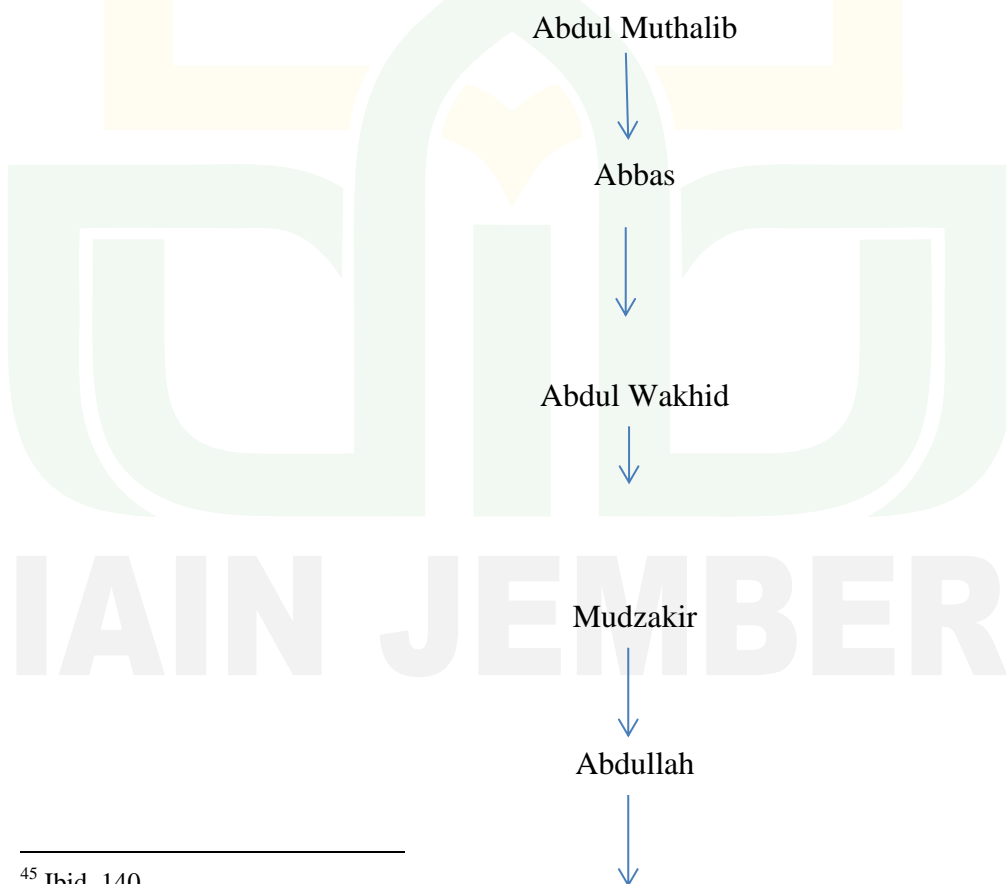 Abdul Muthalib
Abbas
Abdul Wakhid
IAIN JEMBER
Mudzakir
Abdullah
45 Ibid, 140